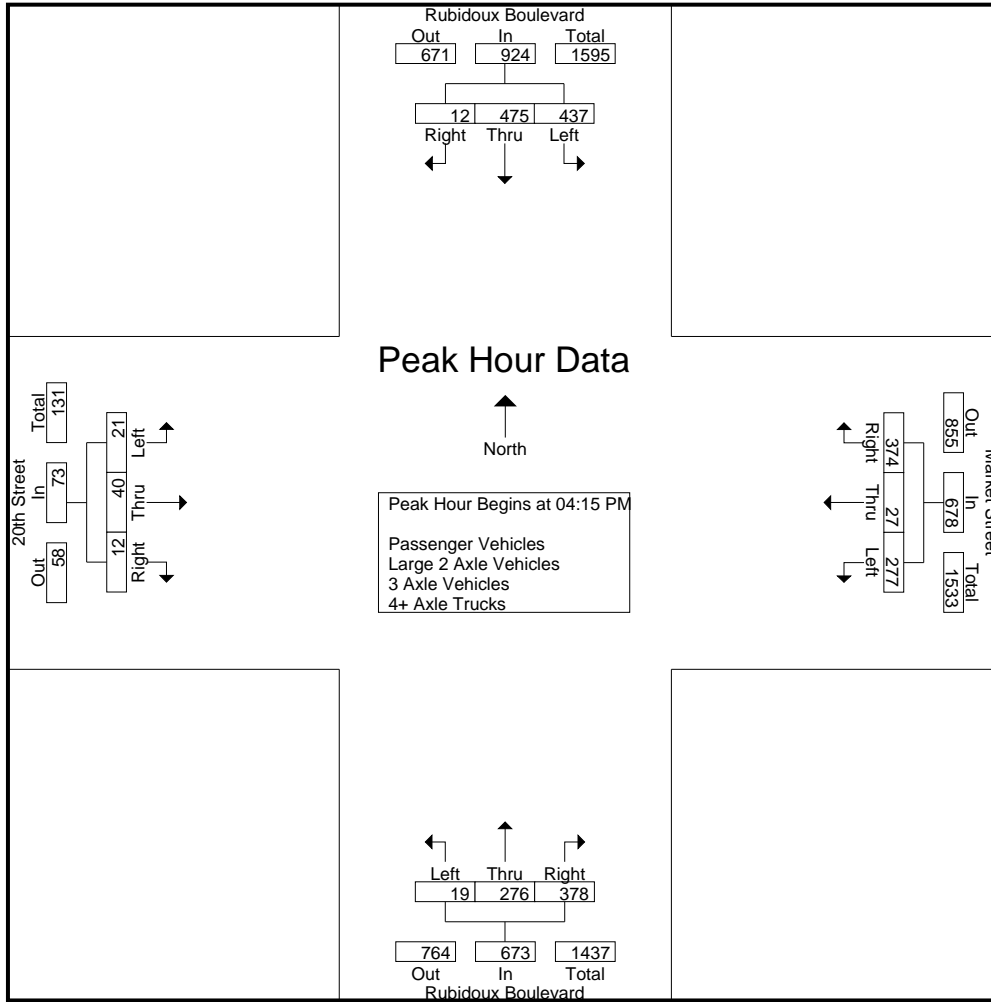 Rubidoux Boulevard
Out In Total
671 924 1595
12 475 437
Right Thru Left
Peak Hour Data
North
Peak Hour Begins at 04:15 PM
Passenger Vehicles
Large 2 Axle Vehicles
3 Axle Vehicles
4+ Axle Trucks
20th Street
Out In Total
58 73 131
12 40 21
Right Thru Left
Market Street
Out In Total
855 678 1533
374 27 277
Right Thru Left
Left Thru Right
19 276 378
764 673 1437
Out In Total
Rubidoux Boulevard